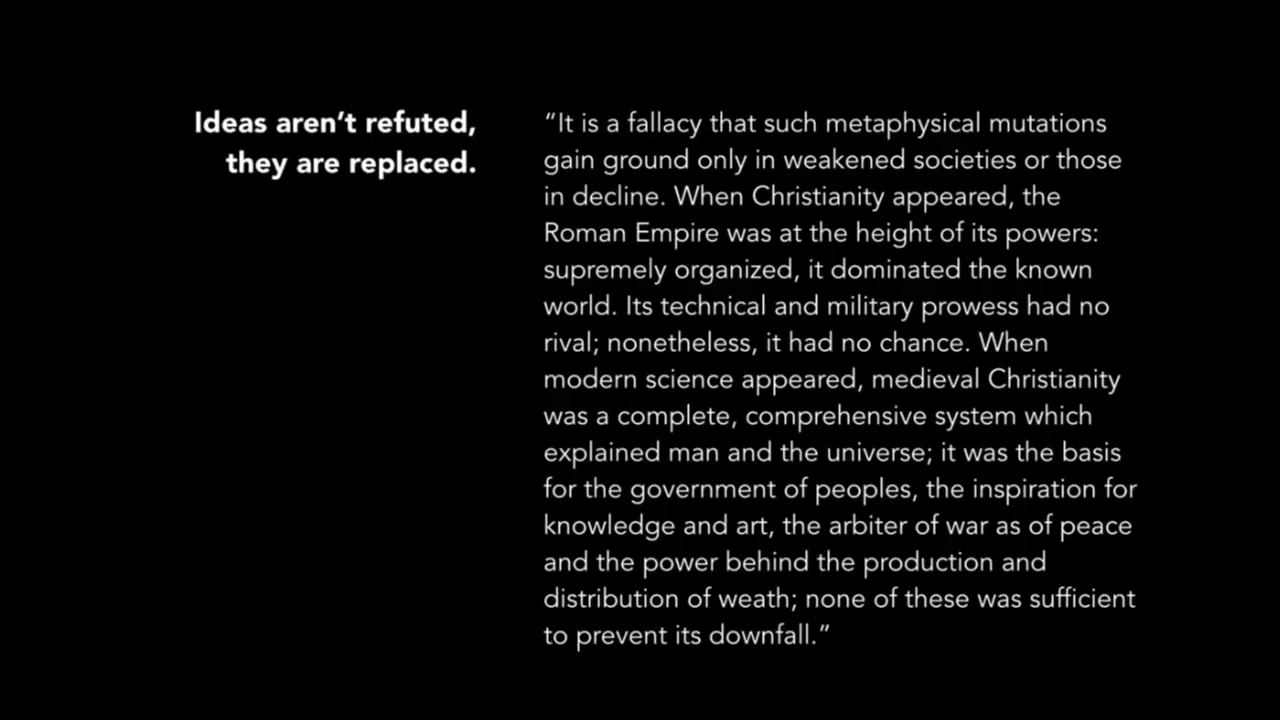 Ideas aren’t refuted,
they are replaced.
“It is a fallacy that such metaphysical mutations
gain ground only in weakened societies or those
in decline. When Christianity appeared, the
Roman Empire was at the height of its powers:
supremely organized, it dominated the known
world. Its technical and military prowess had no
rival; nonetheless, it had no chance. When
modern science appeared, medieval Christianity
was a complete, comprehensive system which
explained man and the universe; it was the basis
for the government of peoples, the inspiration for
knowledge and art, the arbiter of war as of peace
and the power behind the production and
distribution of weath; none of these was sufficient
to prevent its downfall.”